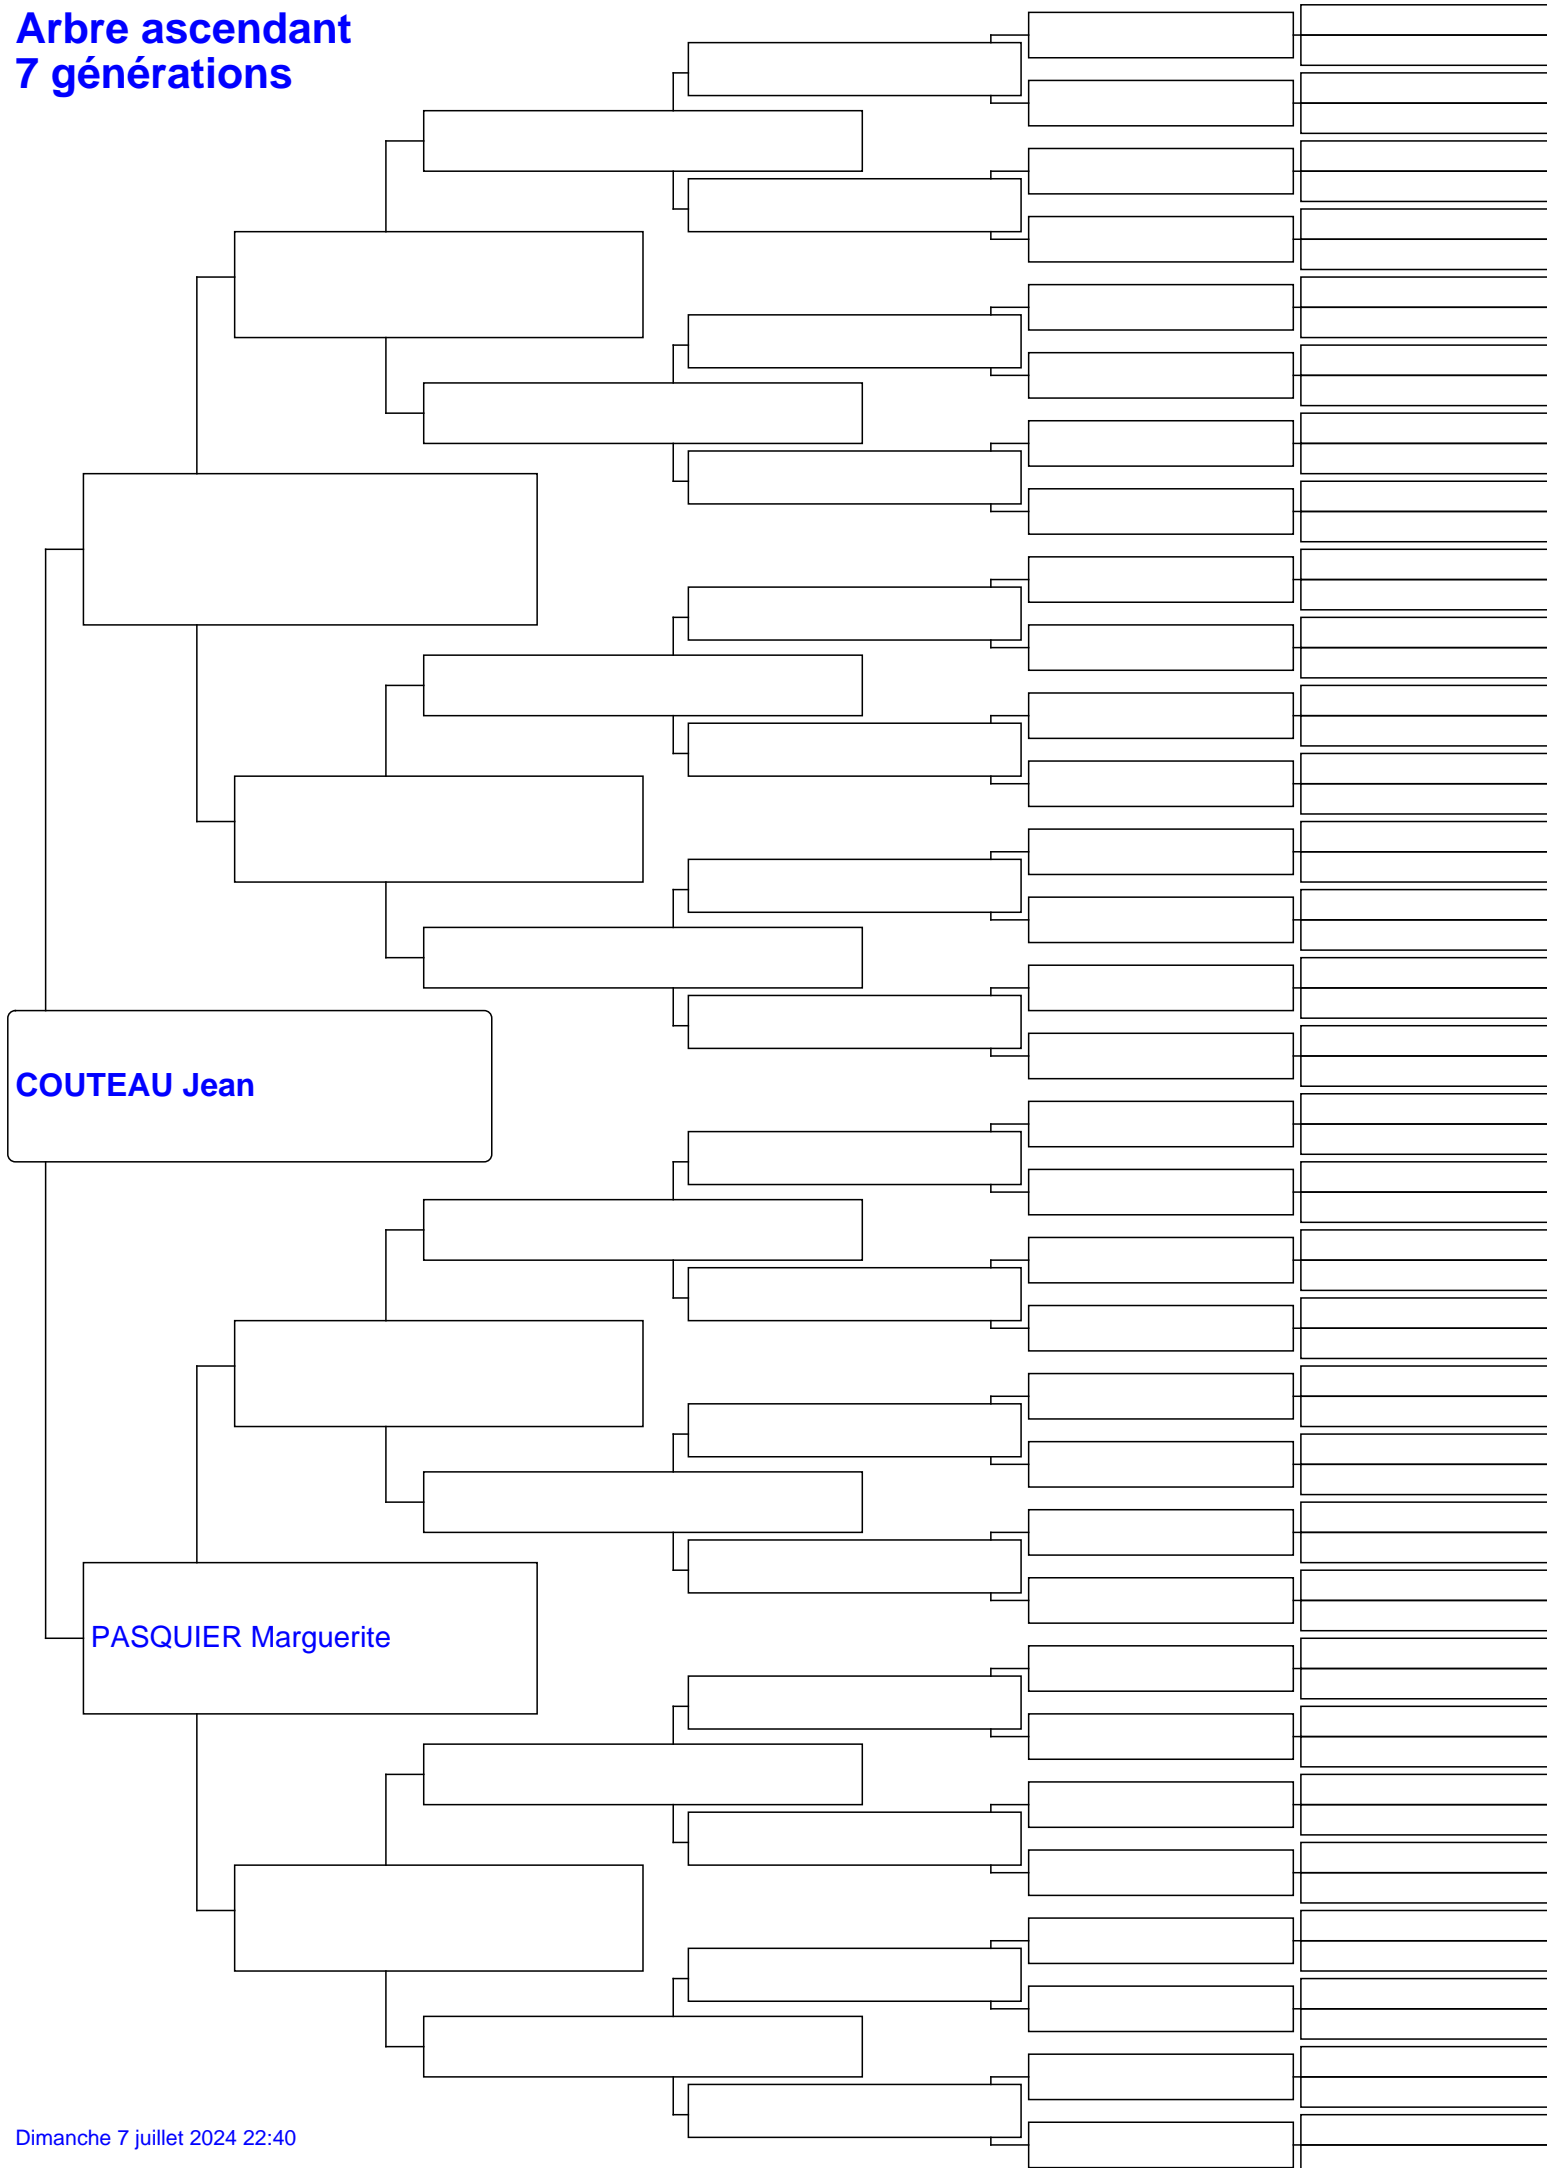 Arbre ascendant
7 générations
COUTEAU Jean
PASQUIER Marguerite
Dimanche 7 juillet 2024 22:40